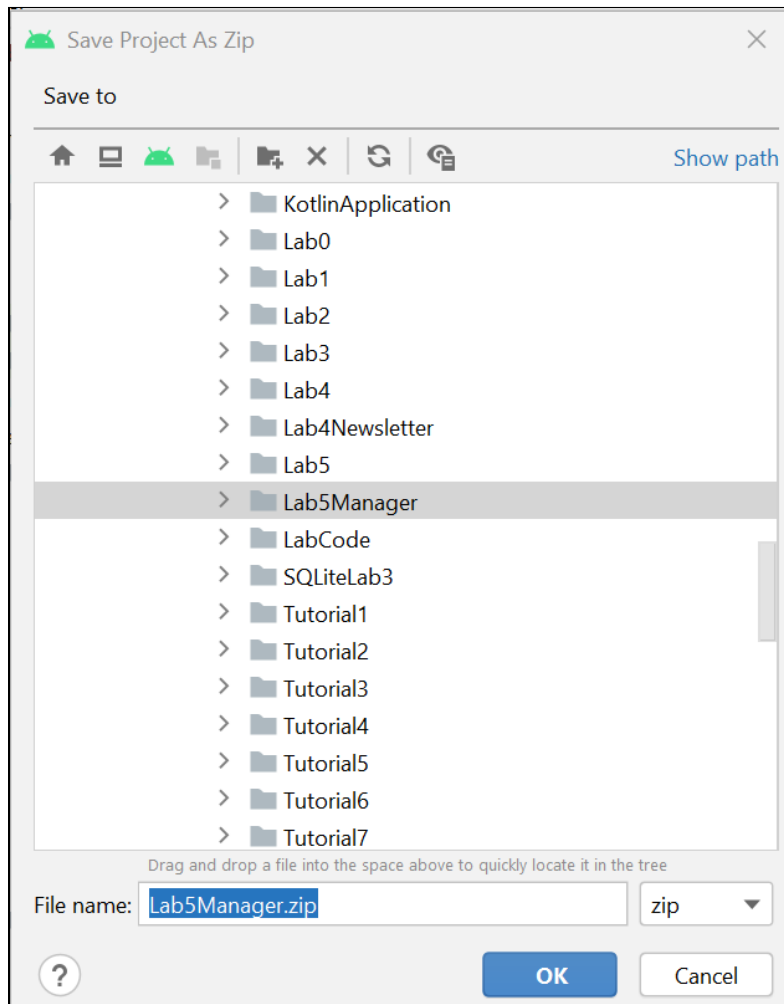 Save Project As Zip
Save to
Show path
KotlinApplication
Lab0
Lab1
Lab2
Lab3
Lab4
Lab4Newsletter
Lab5
Lab5Manager
LabCode
SQLiteLab3
Tutorial1
Tutorial2
Tutorial3
Tutorial4
Tutorial5
Tutorial6
Tutorial7
Drag and drop a file into the space above to quickly locate it in the tree
File name: Lab5Manager.zip zip
? OK Cancel